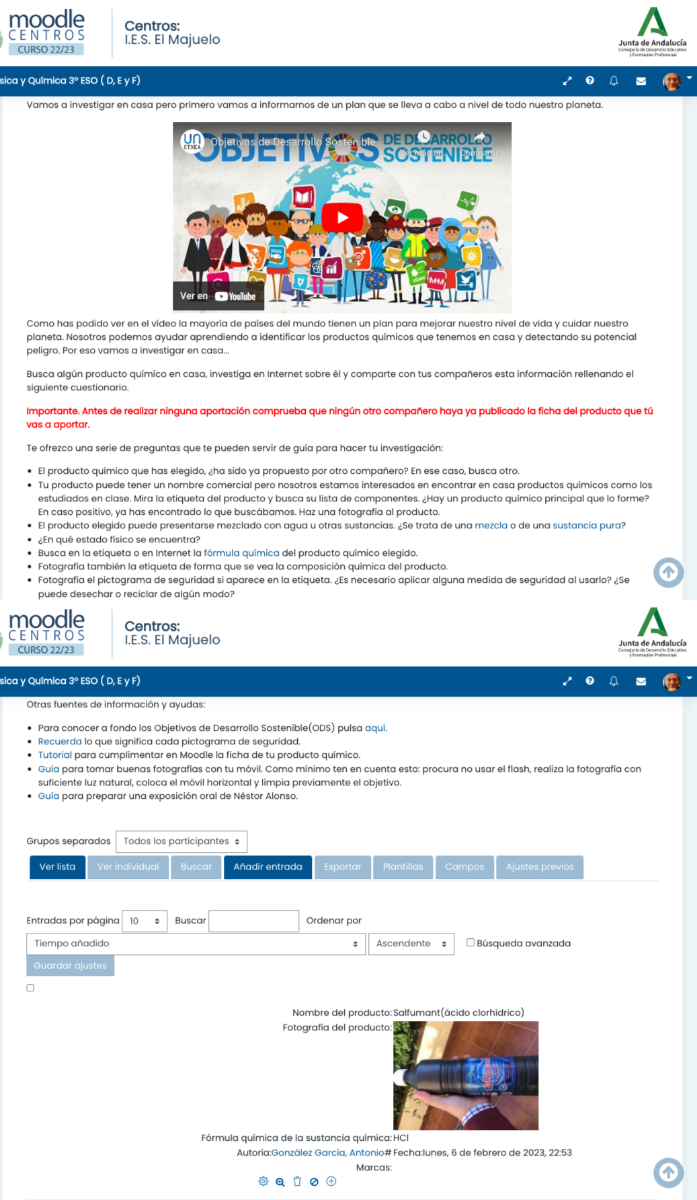 moodle
CENTROS
CURSO 22/23
Centros:
I.E.S. El Majuelo
Junta de Andalucía
Consejería de Desarrollo Educativo
y Formación Profesional
sica y Química 3º ESO ( D, E y F)
Vamos a investigar en casa pero primero vamos a informarnos de un plan que se lleva a cabo a nivel de todo nuestro planeta.
UN
ETXEA
Objetivos de Desarrollo Sostenible
OBJETIVOS DE DESARROLLO
SOSTENIBLE
Ver en YouTube
Como has podido ver en el video la mayoría de países del mundo tienen un plan para mejorar nuestro nivel de vida y cuidar nuestro
planeta. Nosotros podemos ayudar aprendiendo a identificar los productos químicos que tenemos en casa y detectando su potencial
peligro. Por eso vamos a investigar en casa...
Busca algún producto químico en casa, investiga en Internet sobre él y comparte con tus compañeros esta información rellenando el
siguiente cuestionario.
Importante. Antes de realizar ninguna aportación comprueba que ningún otro compañero haya ya publicado la ficha del producto que tú
vas a aportar.
Te ofrezco una serie de preguntas que te pueden servir de guía para hacer tu investigación:
El producto químico que has elegido, ¿ha sido ya propuesto por otro compañero? En ese caso, busca otro.
Tu producto puede tener un nombre comercial pero nosotros estamos interesados en encontrar en casa productos químicos como los
estudiados en clase. Mira la etiqueta del producto y busca su lista de componentes. ¿Hay un producto químico principal que lo forme?
En caso positivo, ya has encontrado lo que buscábamos. Haz una fotografía al producto.
El producto elegido puede presentarse mezclado con agua u otras sustancias. ¿Se trata de una mezcla o de una sustancia pura?
¿En qué estado físico se encuentra?
Busca en la etiqueta o en Internet la fórmula química del producto químico elegido.
Fotografía también la etiqueta de forma que se vea la composición química del producto.
Fotografía el pictograma de seguridad si aparece en la etiqueta. ¿Es necesario aplicar alguna medida de seguridad al usarlo? ¿Se
puede desechar o reciclar de algún modo?
moodle
CENTROS
CURSO 22/23
Centros:
I.E.S. El Majuelo
Junta de Andalucía
Consejería de Desarrollo Educativo
y Formación Profesional
sica y Química 3º ESO ( D, E y F)
Otras fuentes de información y ayudas:
Para conocer a fondo los Objetivos de Desarrollo Sostenible(ODS) pulsa aquí.
Recuerda lo que significa cada pictograma de seguridad.
Tutorial para cumplimentar en Moodle la ficha de tu producto químico.
Guía para tomar buenas fotografías con tu móvil. Como mínimo ten en cuenta esto: procura no usar el flash, realiza la fotografía con
suficiente luz natural, coloca el móvil horizontal y limpia previamente el objetivo.
Guía para preparar una exposición oral de Néstor Alonso.
Grupos separados Todos los participantes
Ver lista Ver individual Buscar Añadir entrada Exportar Plantillas Campos Ajustes previos
Entradas por página 10 Buscar Ordenar por
Tiempo añadido Ascendente Búsqueda avanzada
Guardar ajustes
Nombre del producto: Salfumant(ácido clorhídrico)
Fotografía del producto:
Fórmula química de la sustancia química: HCl
Autoría:González García, Antonio# Fecha:lunes, 6 de febrero de 2023, 22:53
Marcas: